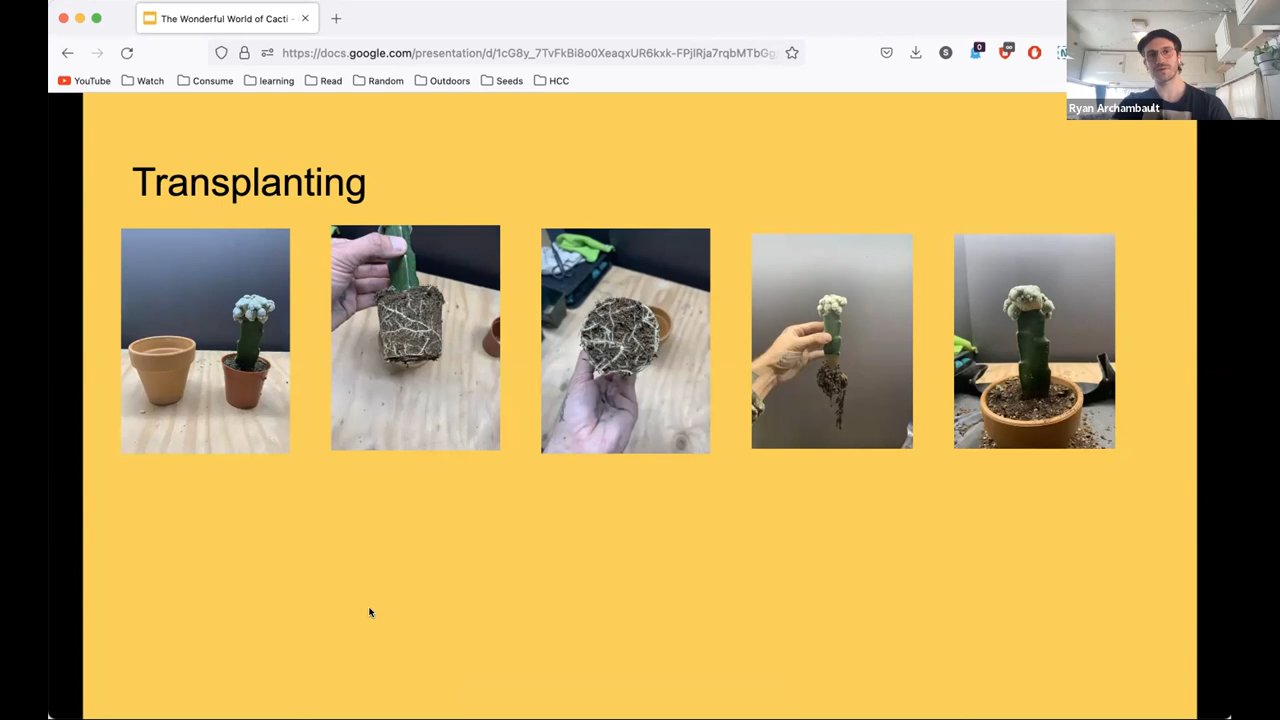 The Wonderful World of Cacti -
https://docs.google.com/presentation/d/1cG8y_7TvFkBi8o0XeaqxUR6kxk-FPjlRja7rqbMTbGg
S
0
YouTube
Watch
Consume
learning
Read
Random
Outdoors
Seeds
HCC
Ryan Archambault
Transplanting